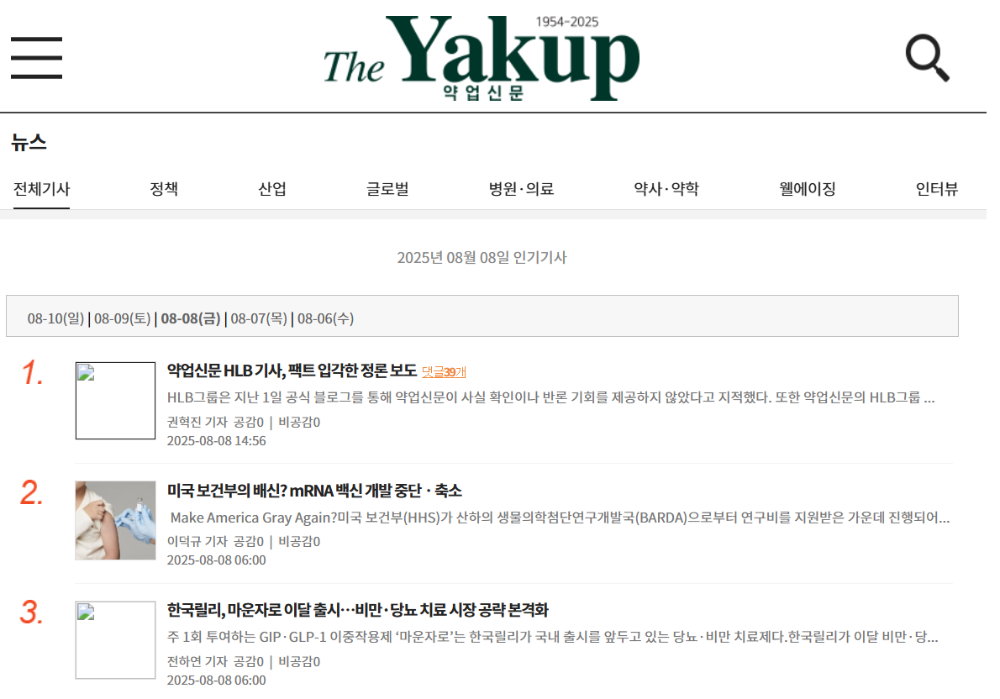 1954-2025
The Yakup
약업신문
뉴스
전체기사 정책 산업 글로벌 병원·의료 약사·약학 웰에이징 인터뷰
2025년 08월 08일 인기기사
08-10(일) | 08-09(토) | 08-08(금) | 08-07(목) | 08-06(수)
1. 약업신문 HLB 기사, 팩트 입각한 정론 보도 댓글39개
HLB그룹은 지난 1일 공식 블로그를 통해 약업신문이 사실 확인이나 반론 기회를 제공하지 않았다고 지적했다. 또한 약업신문의 HLB그룹 ...
권혁진 기자 공감0 | 비공감0
2025-08-08 14:56
2. 미국 보건부의 배신? mRNA 백신 개발 중단ㆍ축소
Make America Gray Again?미국 보건부(HHS)가 산하의 생물의학첨단연구개발국(BARDA)으로부터 연구비를 지원받은 가운데 진행되어...
이덕규 기자 공감0 | 비공감0
2025-08-08 06:00
3. 한국릴리, 마운자로 이달 출시…비만·당뇨 치료 시장 공략 본격화
주 1회 투여하는 GIP·GLP-1 이중작용제 ‘마운자로’는 한국릴리가 국내 출시를 앞두고 있는 당뇨·비만 치료제다.한국릴리가 이달 비만·당...
전하연 기자 공감0 | 비공감0
2025-08-08 06:00